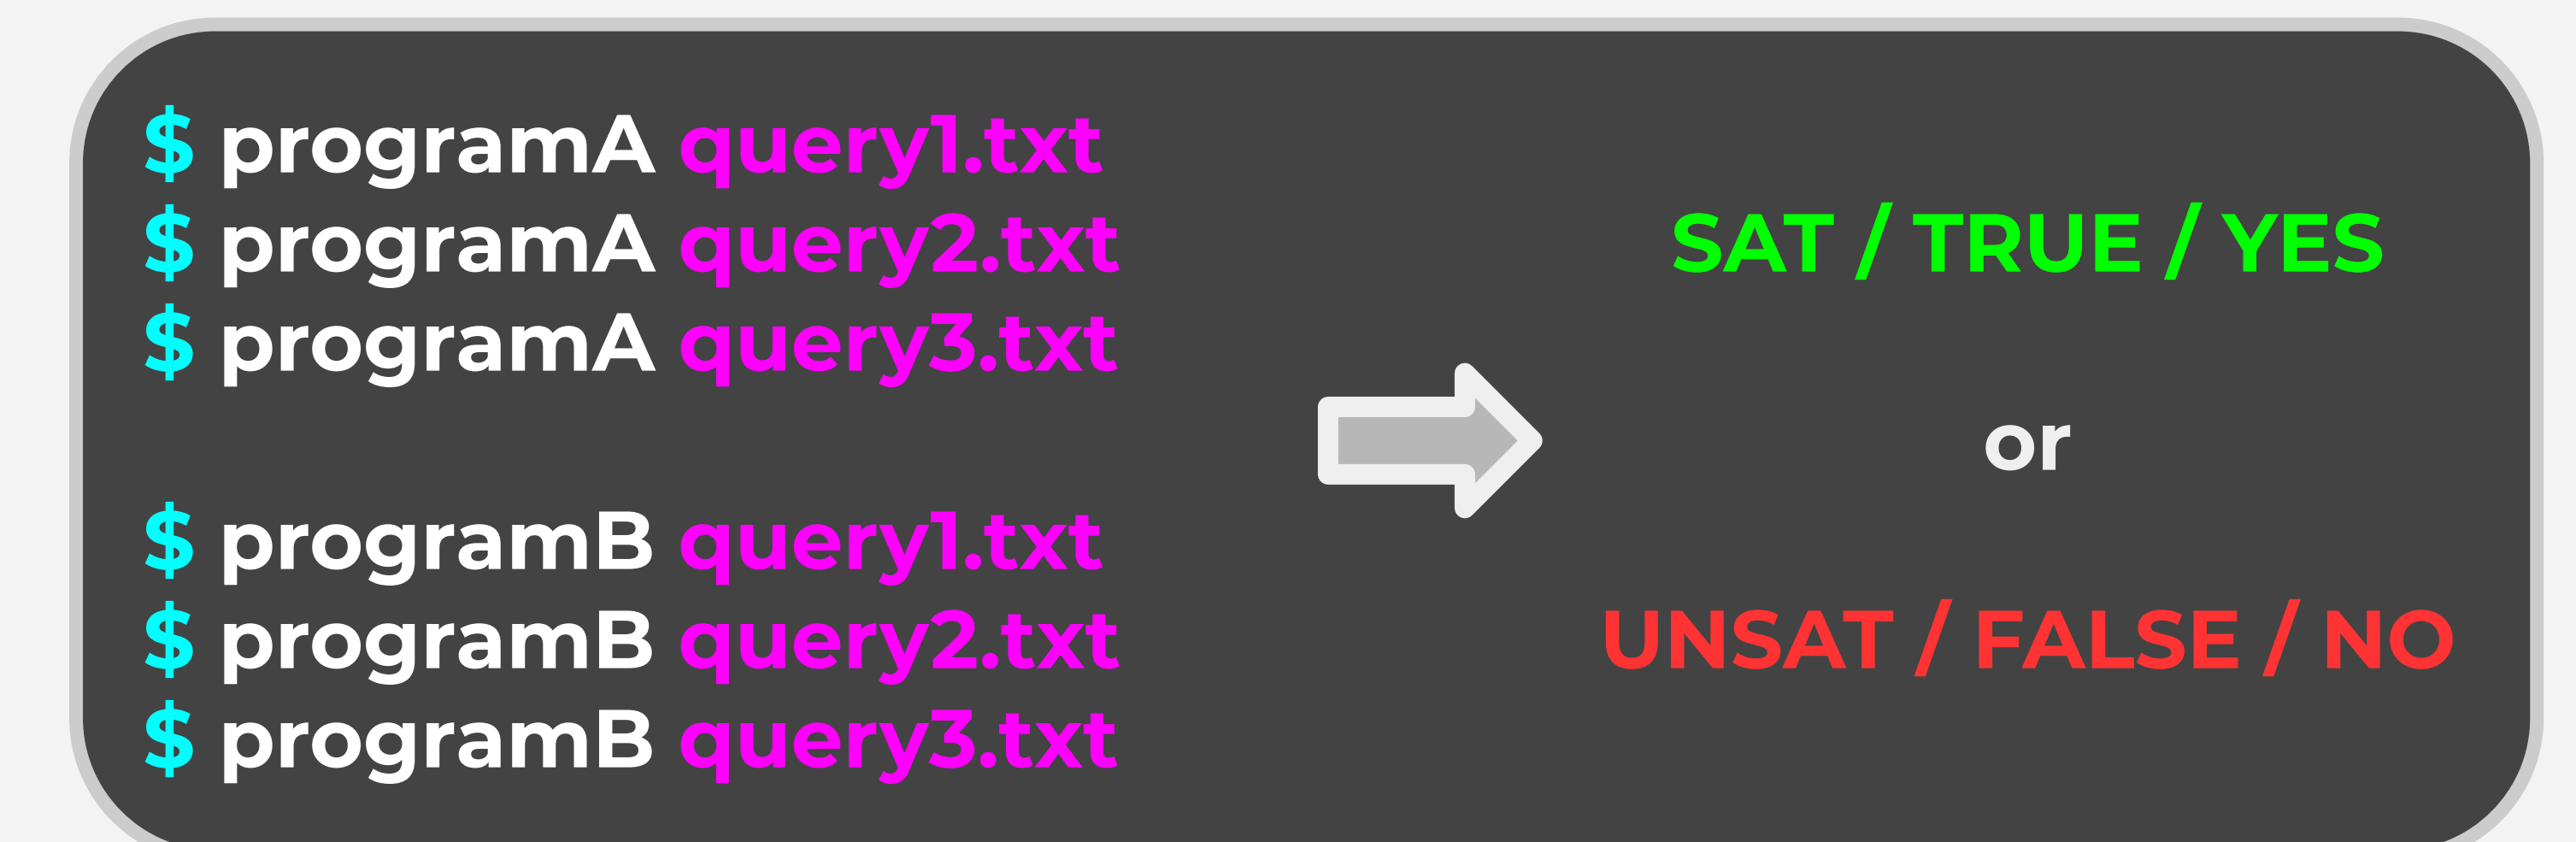 $ programA query1.txt
$ programA query2.txt
$ programA query3.txt
$ programB query1.txt
$ programB query2.txt
$ programB query3.txt
SAT / TRUE / YES
or
UNSAT / FALSE / NO